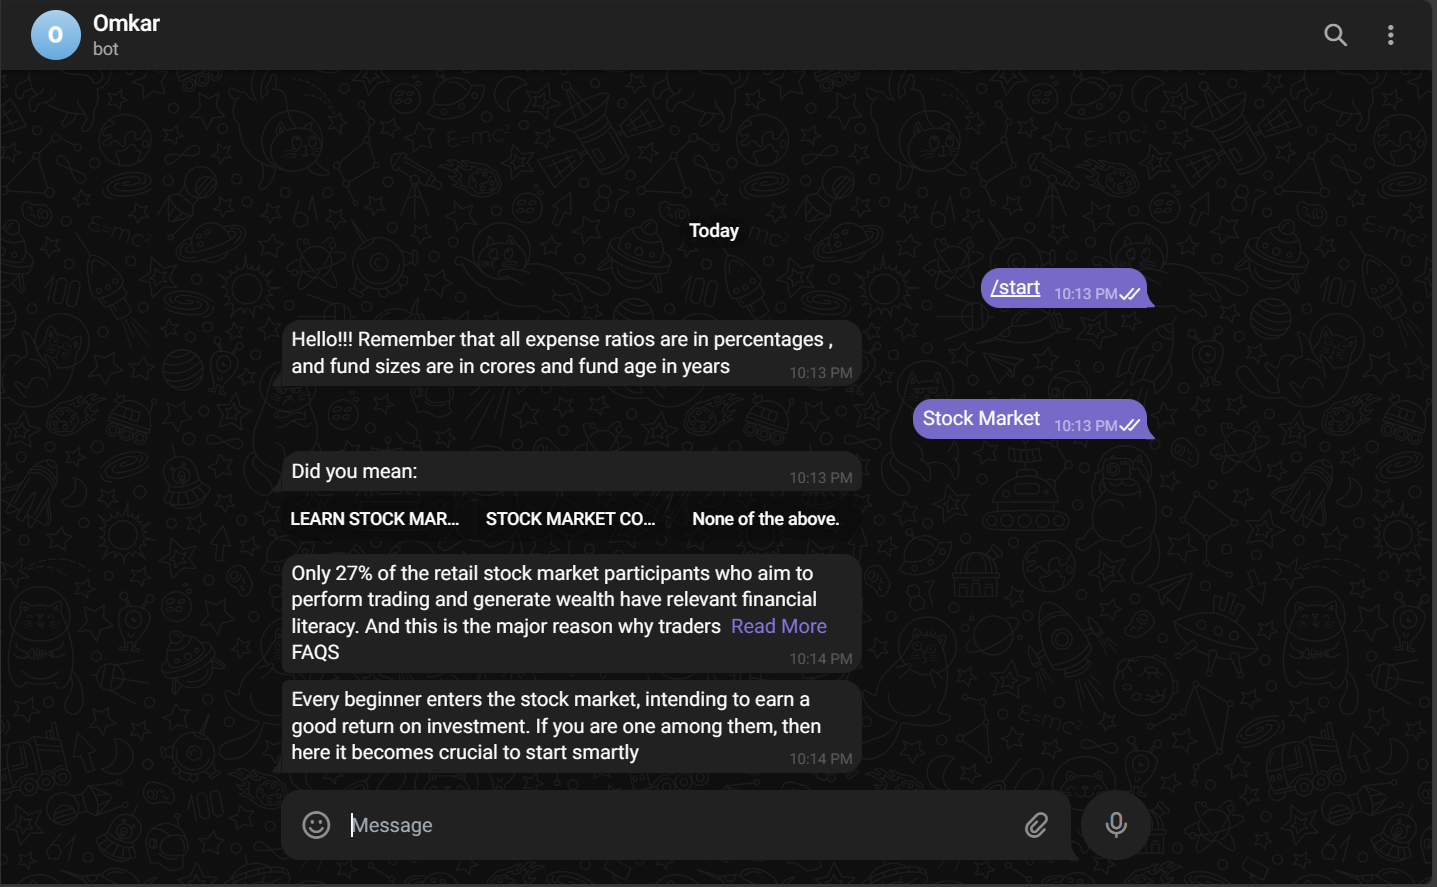 O
Omkar
bot
Today
/start 10:13 PM
Hello!!! Remember that all expense ratios are in percentages ,
and fund sizes are in crores and fund age in years 10:13 PM
Stock Market 10:13 PM
Did you mean: 10:13 PM
LEARN STOCK MAR... STOCK MARKET CO... None of the above.
Only 27% of the retail stock market participants who aim to
perform trading and generate wealth have relevant financial
literacy. And this is the major reason why traders Read More
FAQS 10:14 PM
Every beginner enters the stock market, intending to earn a
good return on investment. If you are one among them, then
here it becomes crucial to start smartly 10:14 PM
Message